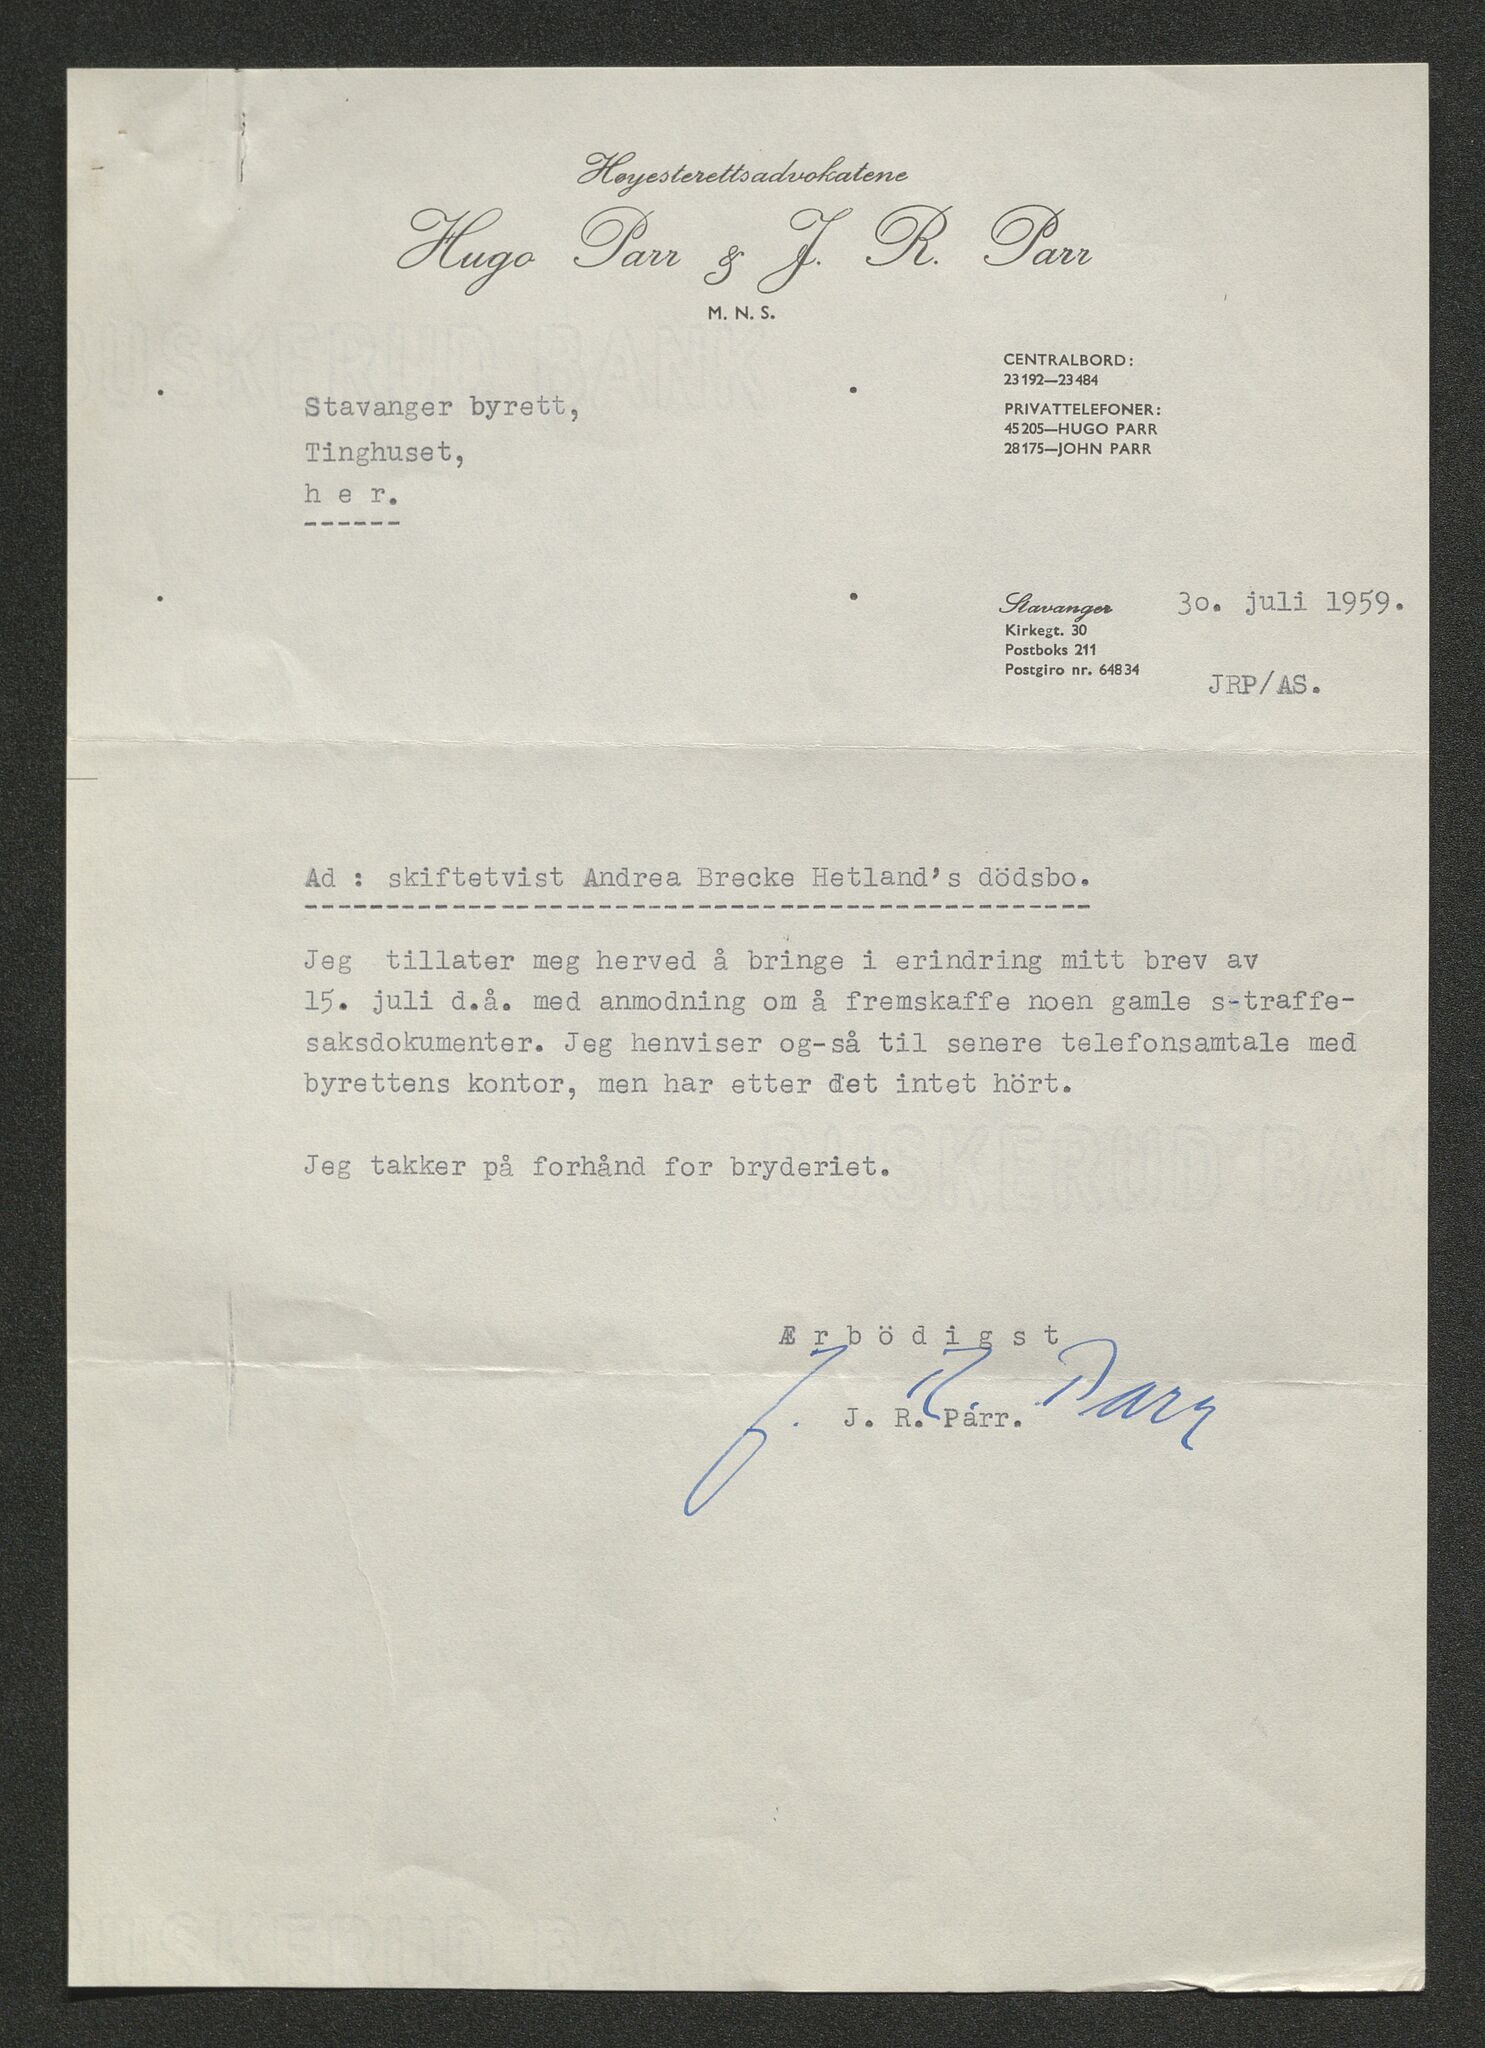 Høyesterettsadvokatene
Hugo Parr & J. R. Parr
M. N. S.
CENTRALBORD:
23192—23484
PRIVATTELEFONER:
45205—HUGO PARR
28175—JOHN PARR
Stavanger byrett,
Tinghuset,
h e r.
------
Stavanger 30. juli 1959.
Kirkegt. 30
Postboks 211
Postgiro nr. 64834
JRP/AS.
Ad : skiftetvist Andrea Brecke Hetland's dödsbo.
------------------------------------------------
Jeg tillater meg herved å bringe i erindring mitt brev av
15. juli d.å. med anmodning om å fremskaffe noen gamle s-traffe-
saksdokumenter. Jeg henviser og-så til senere telefonsamtale med
byrettens kontor, men har etter det intet hört.
Jeg takker på forhånd for bryderiet.
Æ r b ö d i g s t
J. R. Parr
J. R. Parr.